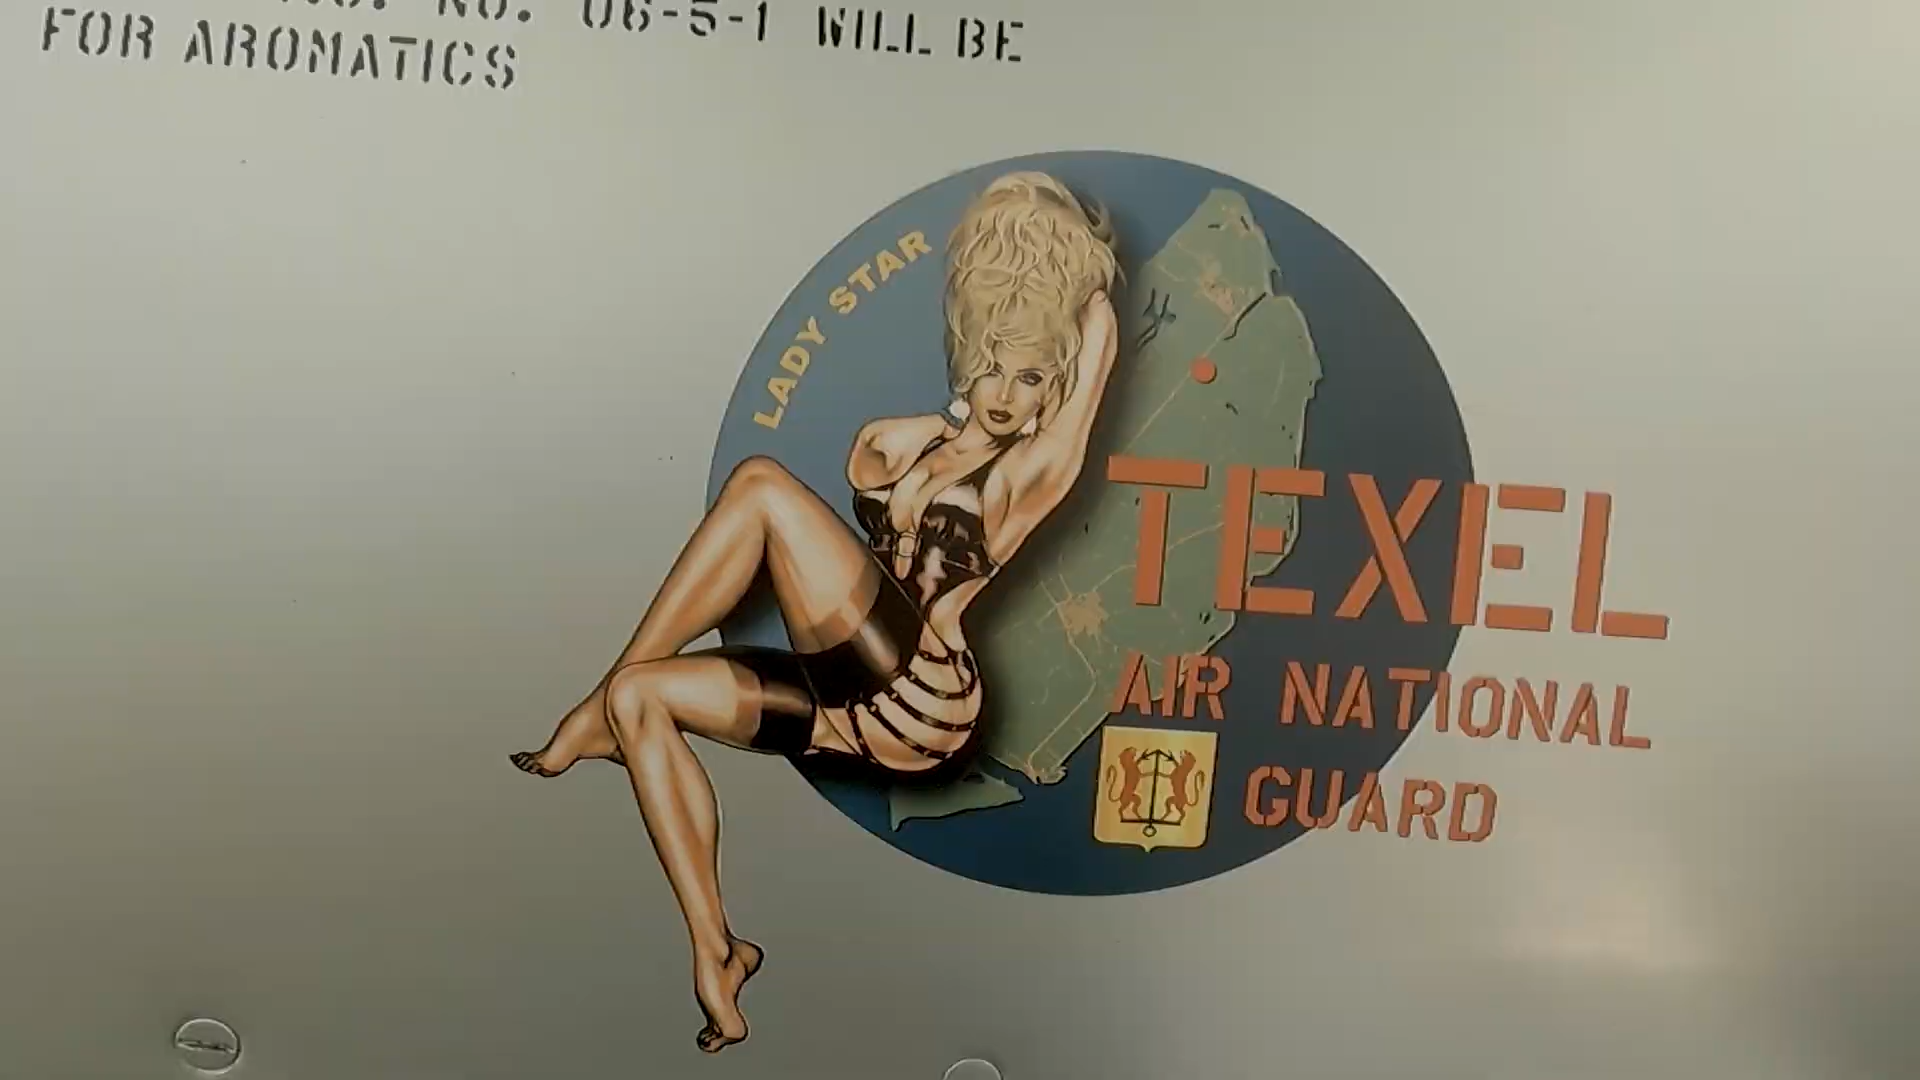 NO. 06-5-1 WILL BE
FOR AROMATICS
LADY STAR
TEXEL
AIR NATIONAL
GUARD